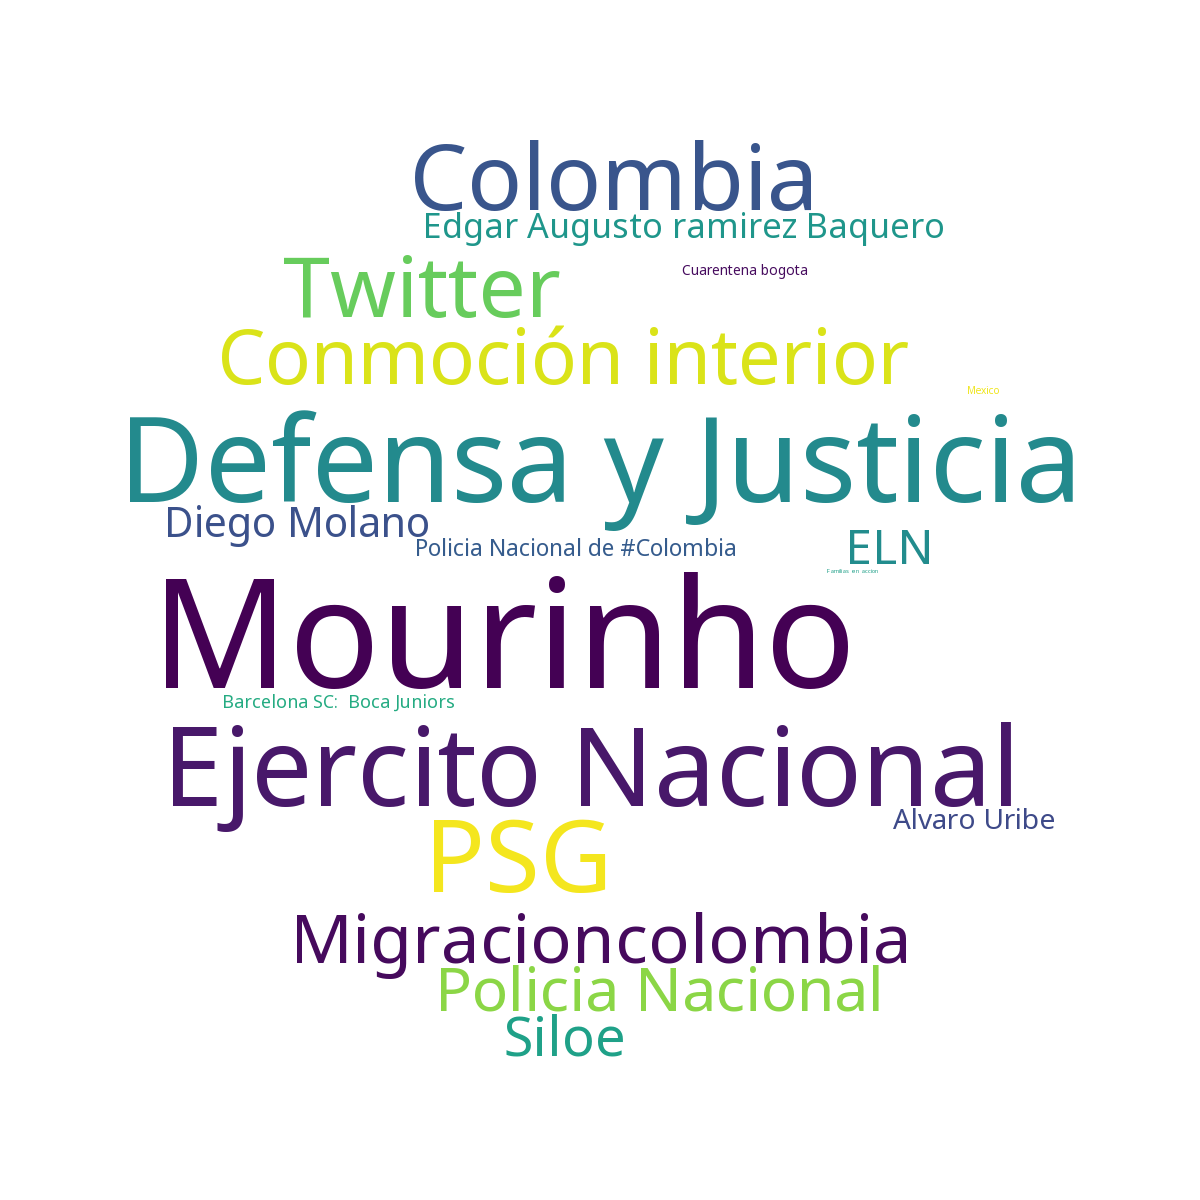 Colombia
Edgar Augusto ramirez Baquero
Twitter
Cuarentena bogota
Conmoción interior
Mexico
Defensa y Justicia
Diego Molano
ELN
Policia Nacional de #Colombia
Familias en accion
Mourinho
Barcelona SC:  Boca Juniors
Ejercito Nacional
Alvaro Uribe
PSG
Migracioncolombia
Policia Nacional
Siloe